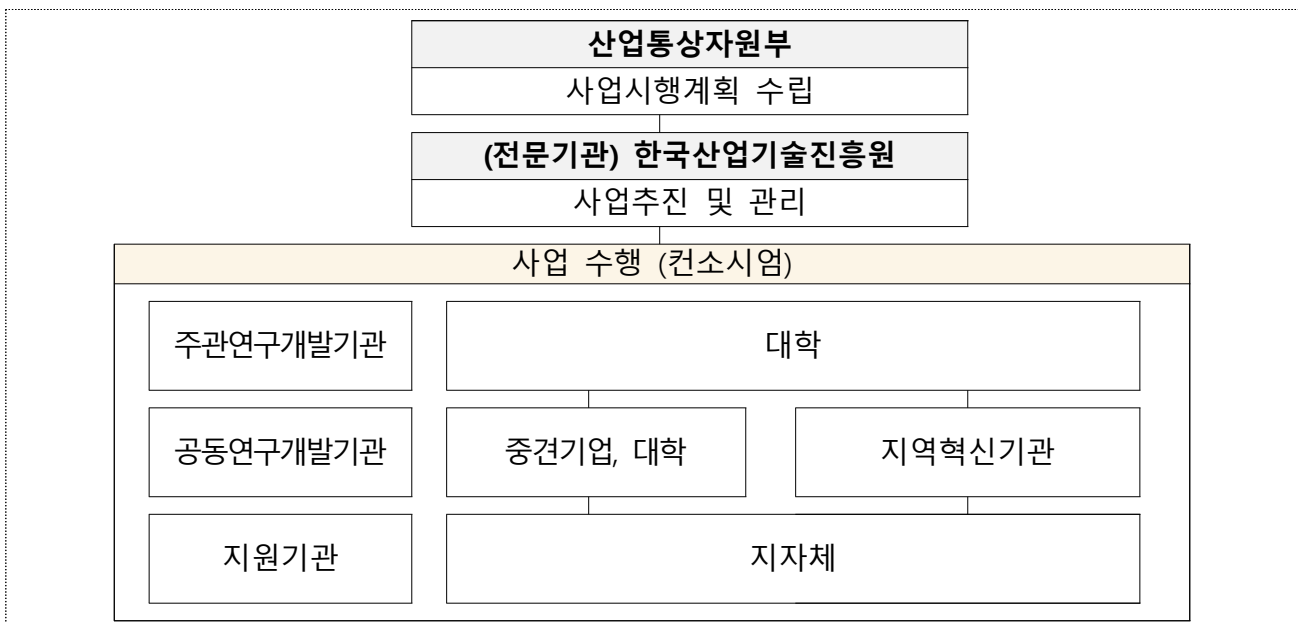 산업통상자원부
사업시행계획 수립
(전문기관) 한국산업기술진흥원
사업추진 및 관리
사업 수행 (컨소시엄)
주관연구개발기관
대학
공동연구개발기관
중견기업, 대학
지역혁신기관
지원기관
지자체